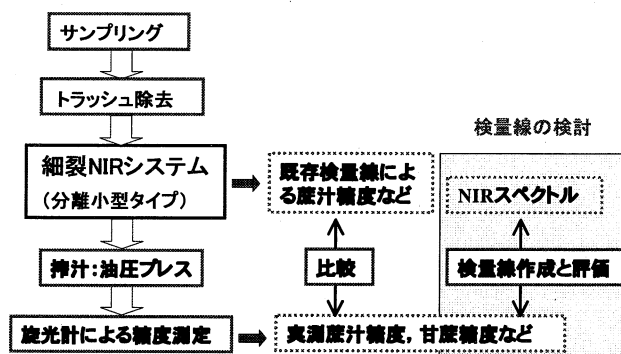 サンプリング
トラッシュ除去
検量線の検討
細裂NIRシステム
（分離小型タイプ）
既存検量線によ
る蔗汁糖度など
NIRスペクトル
搾汁：油圧プレス
比較
検量線作成と評価
旋光計による糖度測定
実測蔗汁糖度，甘蔗糖度など